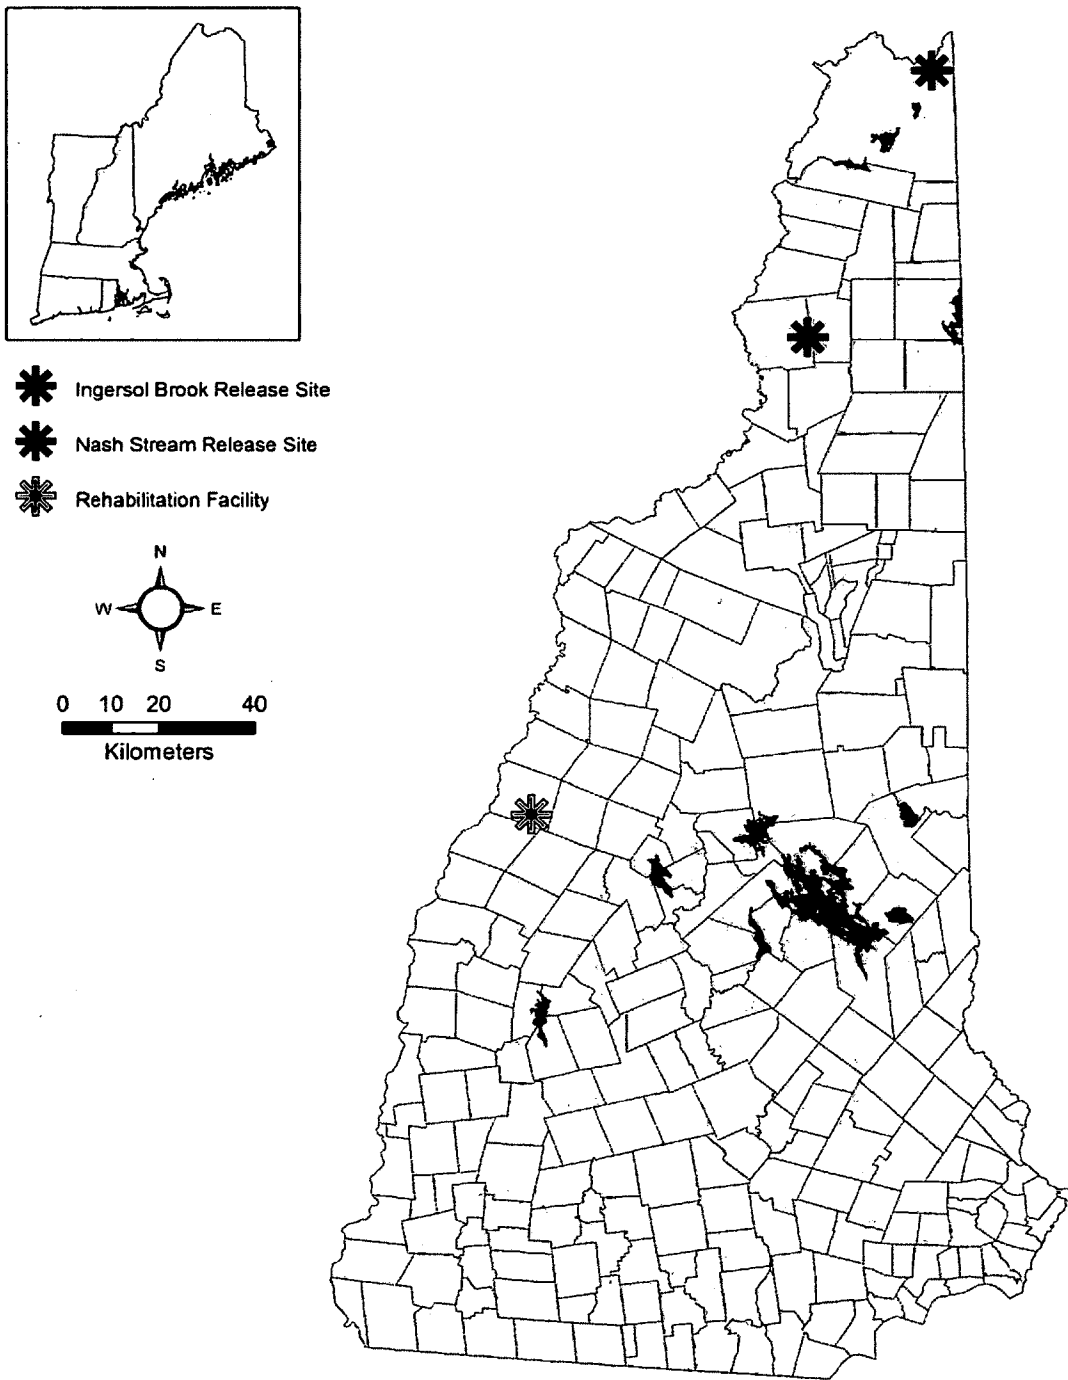 Ingersol Brook Release Site
Nash Stream Release Site
Rehabilitation Facility
N
W E
S
0 10 20 40
Kilometers